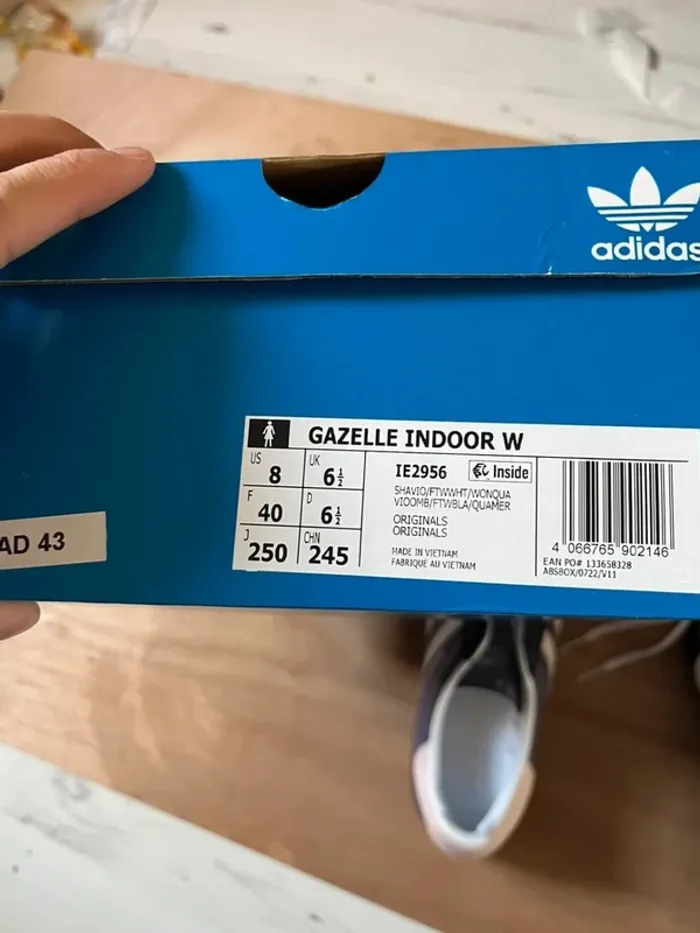 adidas
GAZELLE INDOOR W
US 8 UK 6½
F 40 D 6½
J 250 CHN 245
IE2956 Inside
SHAVIO/FTWWHT/WONQUA
VIOOMB/FTWBLA/QUAMER
ORIGINALS
ORIGINALS
MADE IN VIETNAM
FABRIQUE AU VIETNAM
4 066765 902146
EAN PO# 133658328
ABSBOX/0722/V11
AD 43